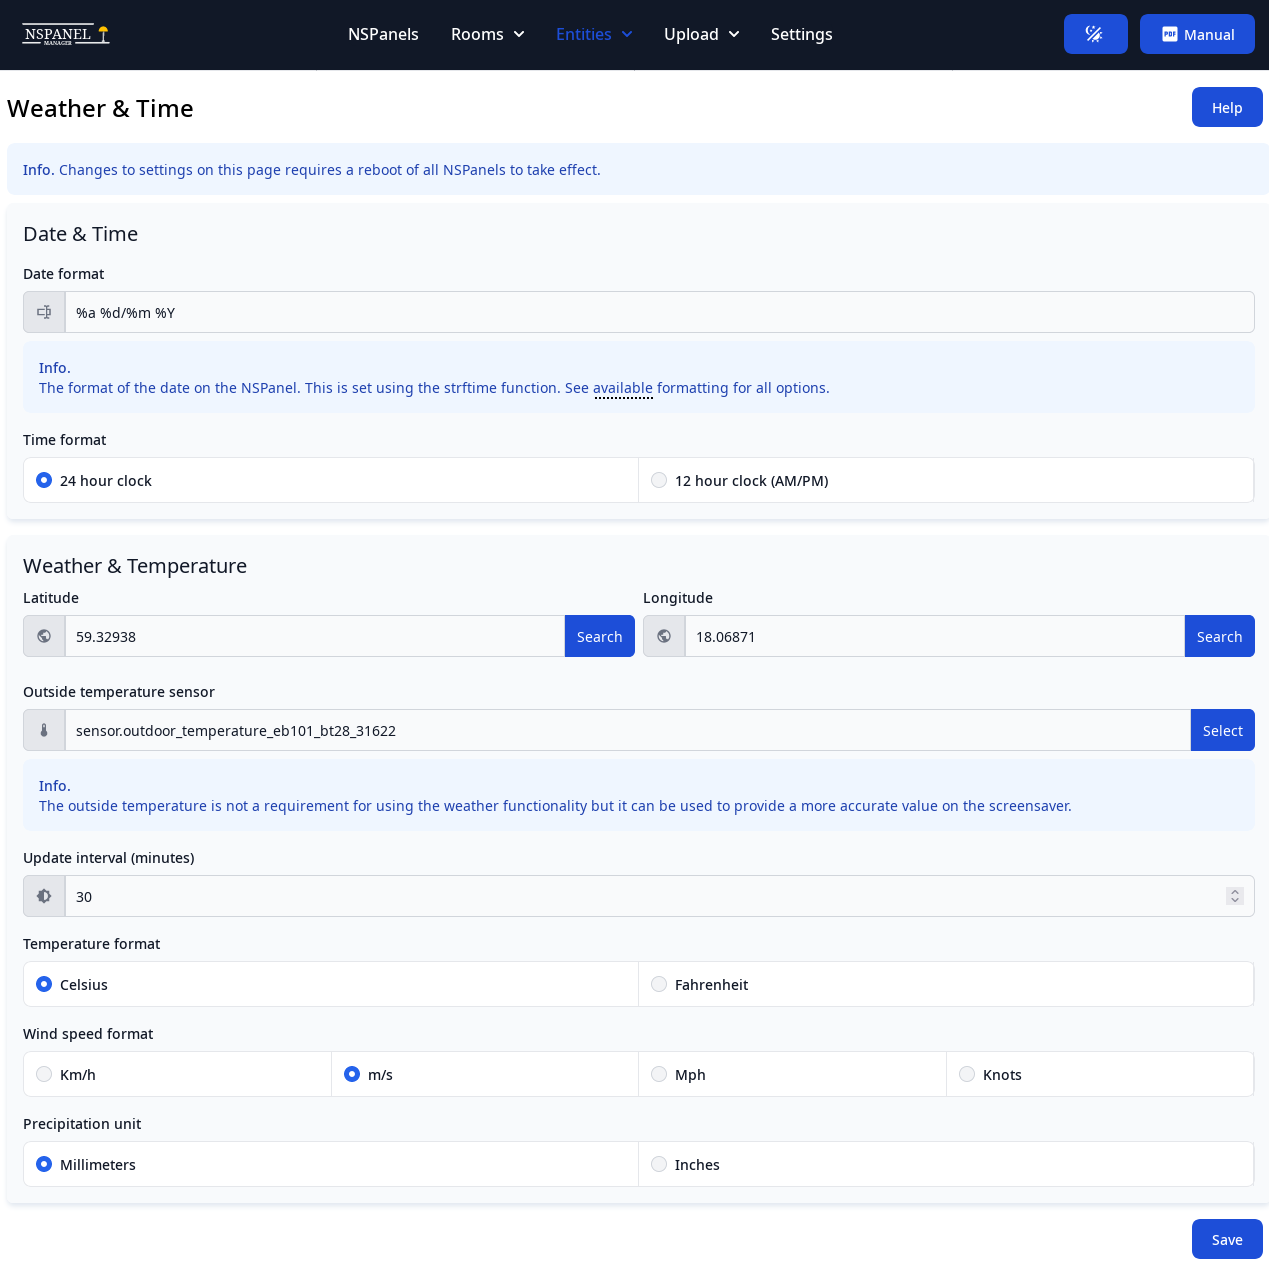 NSPANEL
MANAGER
NSPanels
Rooms
Entities
Upload
Settings
PDF
Manual
Weather & Time
Help
Info. Changes to settings on this page requires a reboot of all NSPanels to take effect.
Date & Time
Date format
%a %d/%m %Y
Info.
The format of the date on the NSPanel. This is set using the strftime function. See available formatting for all options.
Time format
24 hour clock
12 hour clock (AM/PM)
Weather & Temperature
Latitude
Longitude
59.32938
Search
18.06871
Search
Outside temperature sensor
sensor.outdoor_temperature_eb101_bt28_31622
Select
Info.
The outside temperature is not a requirement for using the weather functionality but it can be used to provide a more accurate value on the screensaver.
Update interval (minutes)
30
Temperature format
Celsius
Fahrenheit
Wind speed format
Km/h
m/s
Mph
Knots
Precipitation unit
Millimeters
Inches
Save